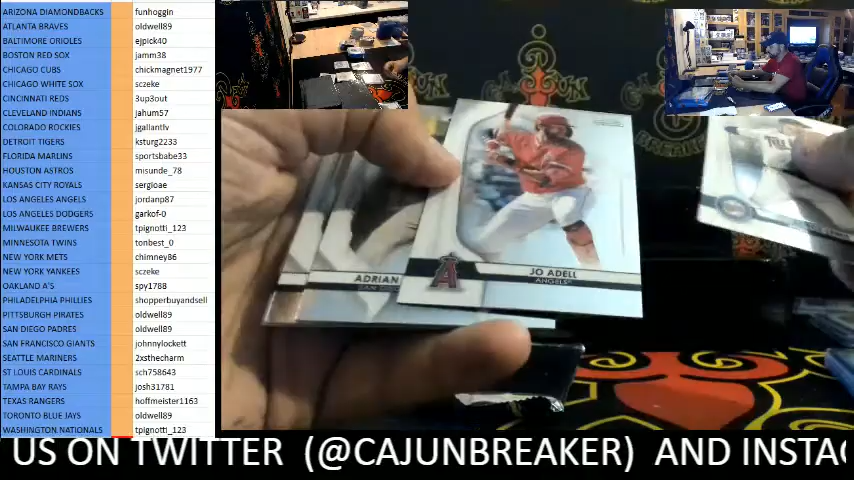 ARIZONA DIAMONDBACKS funhoggin
ATLANTA BRAVES oldwell89
BALTIMORE ORIOLES ejpick40
BOSTON RED SOX jamm38
CHICAGO CUBS chickmagnet1977
CHICAGO WHITE SOX sczeke
CINCINNATI REDS 3up3out
CLEVELAND INDIANS jahum57
COLORADO ROCKIES jgallantlv
DETROIT TIGERS ksturg2233
FLORIDA MARLINS sportsbabe33
HOUSTON ASTROS misunde_78
KANSAS CITY ROYALS sergioae
LOS ANGELES ANGELS jordanp87
LOS ANGELES DODGERS garkof-0
MILWAUKEE BREWERS tpignotti_123
MINNESOTA TWINS tonbest_0
NEW YORK METS chimney86
NEW YORK YANKEES sczeke
OAKLAND A'S spy1788
PHILADELPHIA PHILLIES shopperbuyandsell
PITTSBURGH PIRATES oldwell89
SAN DIEGO PADRES oldwell89
SAN FRANCISCO GIANTS johnnylockett
SEATTLE MARINERS 2xsthecharm
ST LOUIS CARDINALS sch758643
TAMPA BAY RAYS josh31781
TEXAS RANGERS hoffmeister1163
TORONTO BLUE JAYS oldwell89
WASHINGTON NATIONALS tpignotti_123
ADRIAN
JO ADELL
ANGELS
US ON TWITTER (@CAJUNBREAKER) AND INSTAG